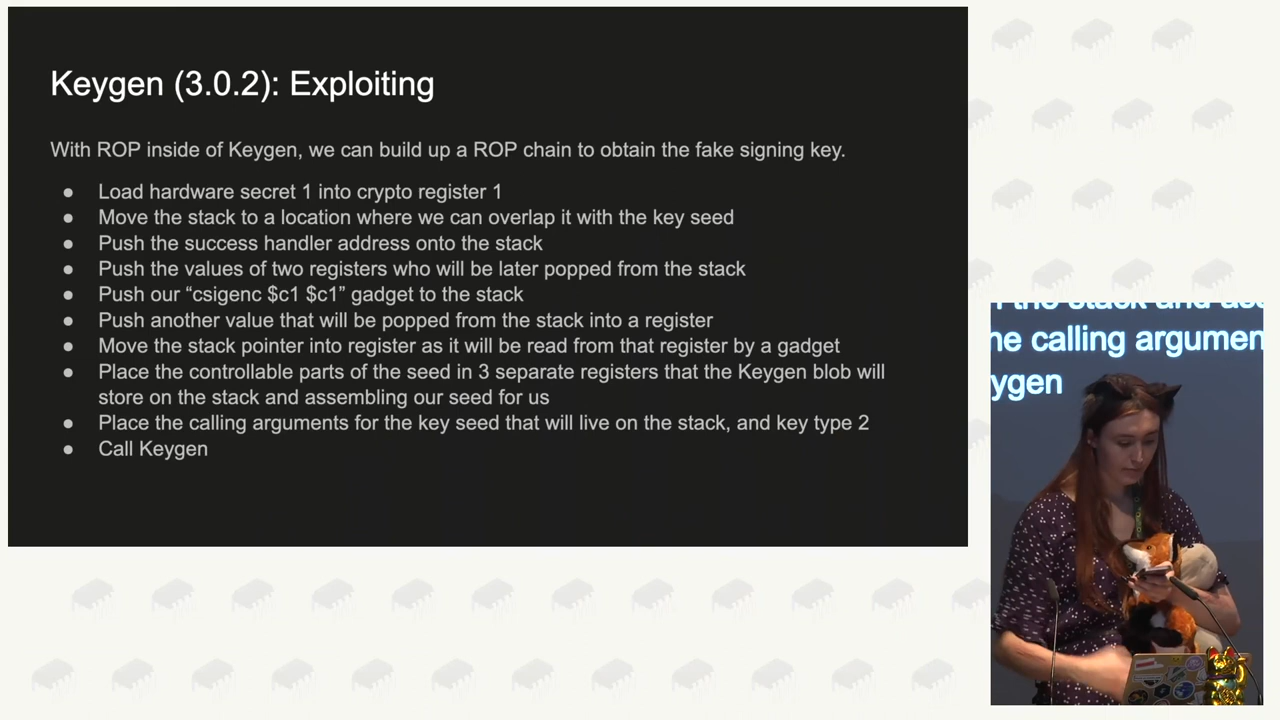 Keygen (3.0.2): Exploiting
With ROP inside of Keygen, we can build up a ROP chain to obtain the fake signing key.
● Load hardware secret 1 into crypto register 1
● Move the stack to a location where we can overlap it with the key seed
● Push the success handler address onto the stack
● Push the values of two registers who will be later popped from the stack
● Push our “csigenc $c1 $c1” gadget to the stack
● Push another value that will be popped from the stack into a register
● Move the stack pointer into register as it will be read from that register by a gadget
● Place the controllable parts of the seed in 3 separate registers that the Keygen blob will
store on the stack and assembling our seed for us
● Place the calling arguments for the key seed that will live on the stack, and key type 2
● Call Keygen
the stack and
calling